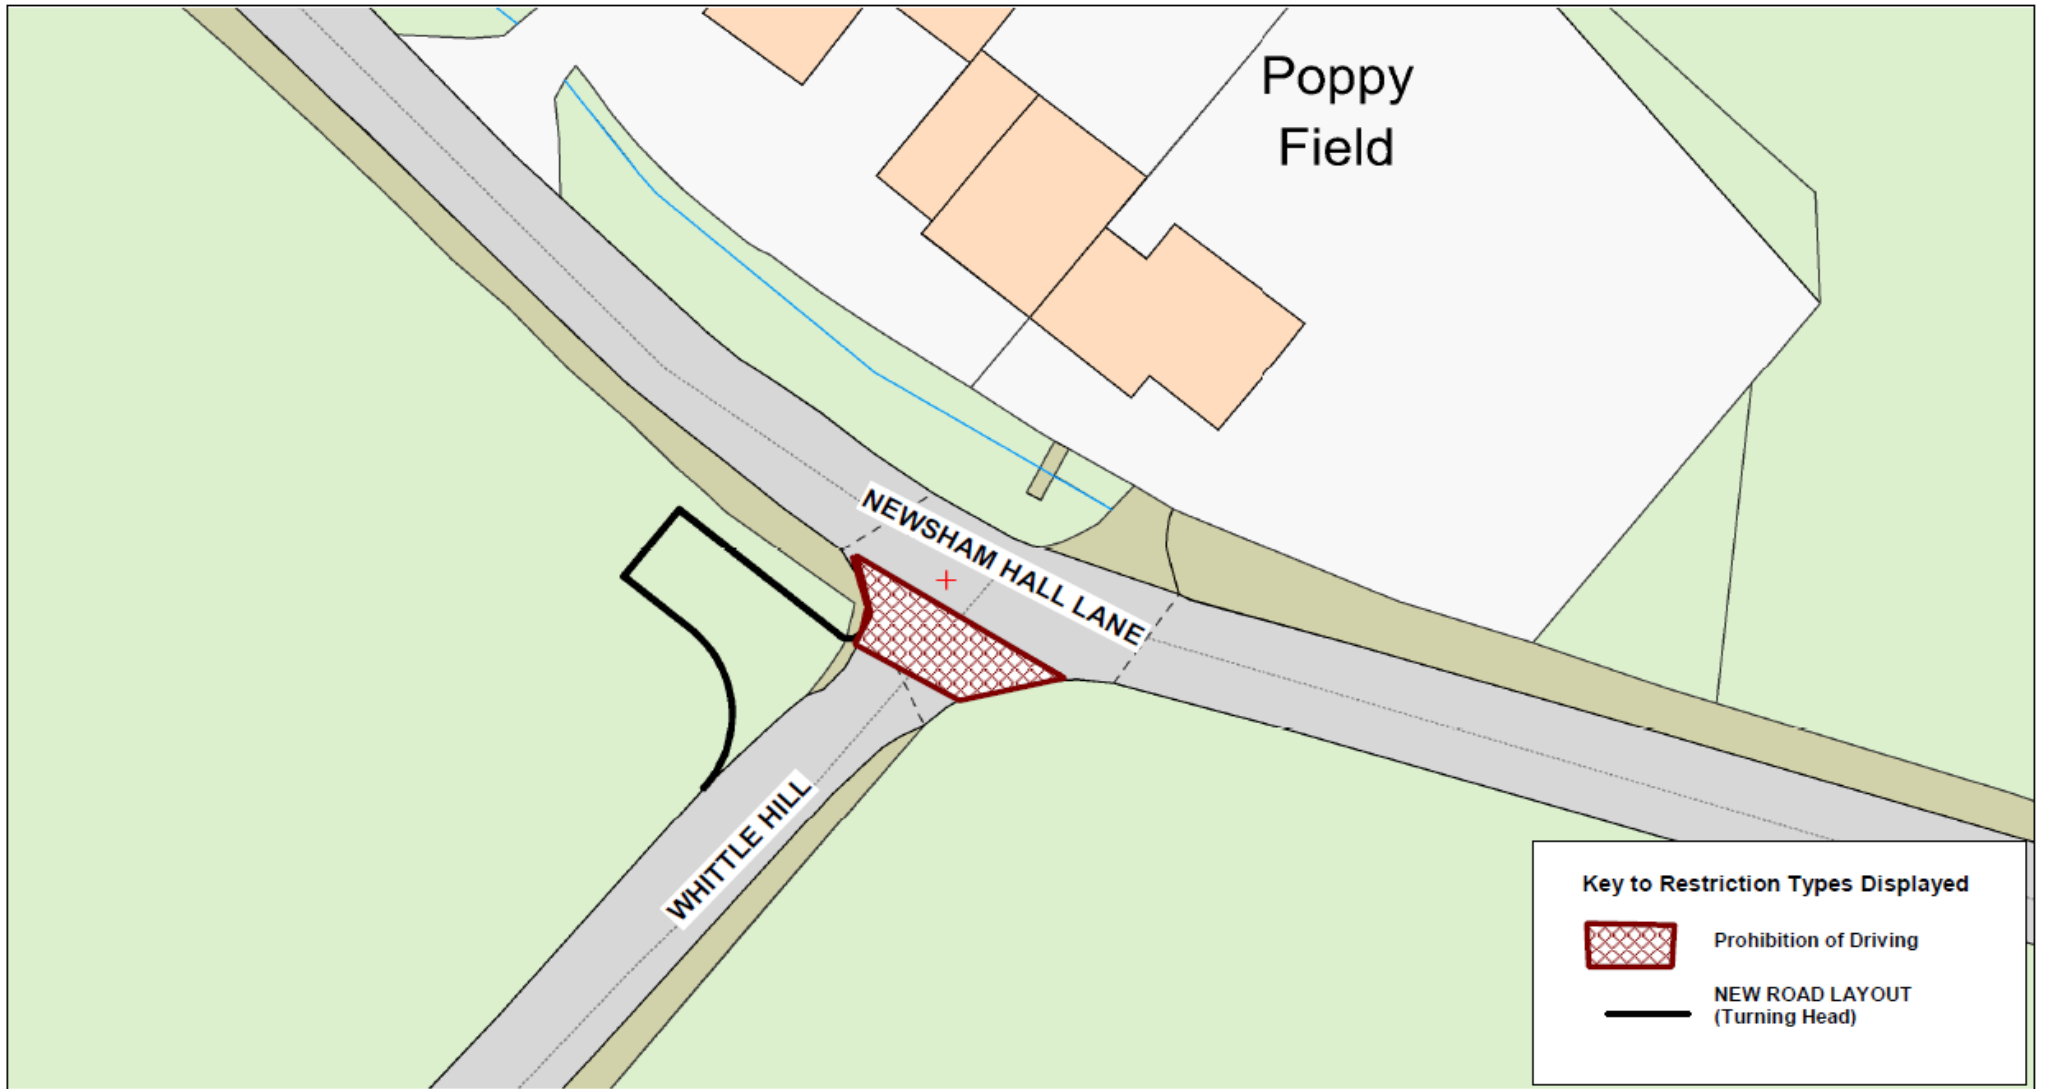 Poppy
Field
NEWSHAM HALL LANE
WHITTLE HILL
Key to Restriction Types Displayed
Prohibition of Driving
NEW ROAD LAYOUT
(Turning Head)